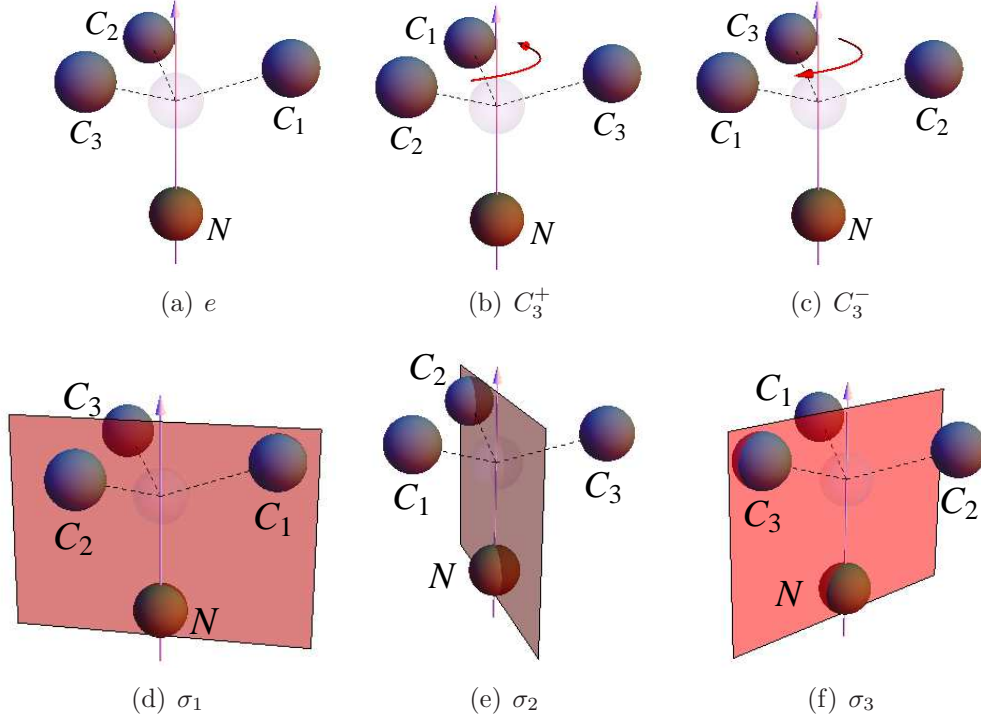 C₂ C₁ C₃
C₃ C₁ C₂ C₃ C₁ C₂
N N N
(a) e (b) C₃⁺ (c) C₃⁻
C₃ C₂ C₁
C₂ C₁ C₁ C₃ C₃ C₂
N N N
(d) σ₁ (e) σ₂ (f) σ₃